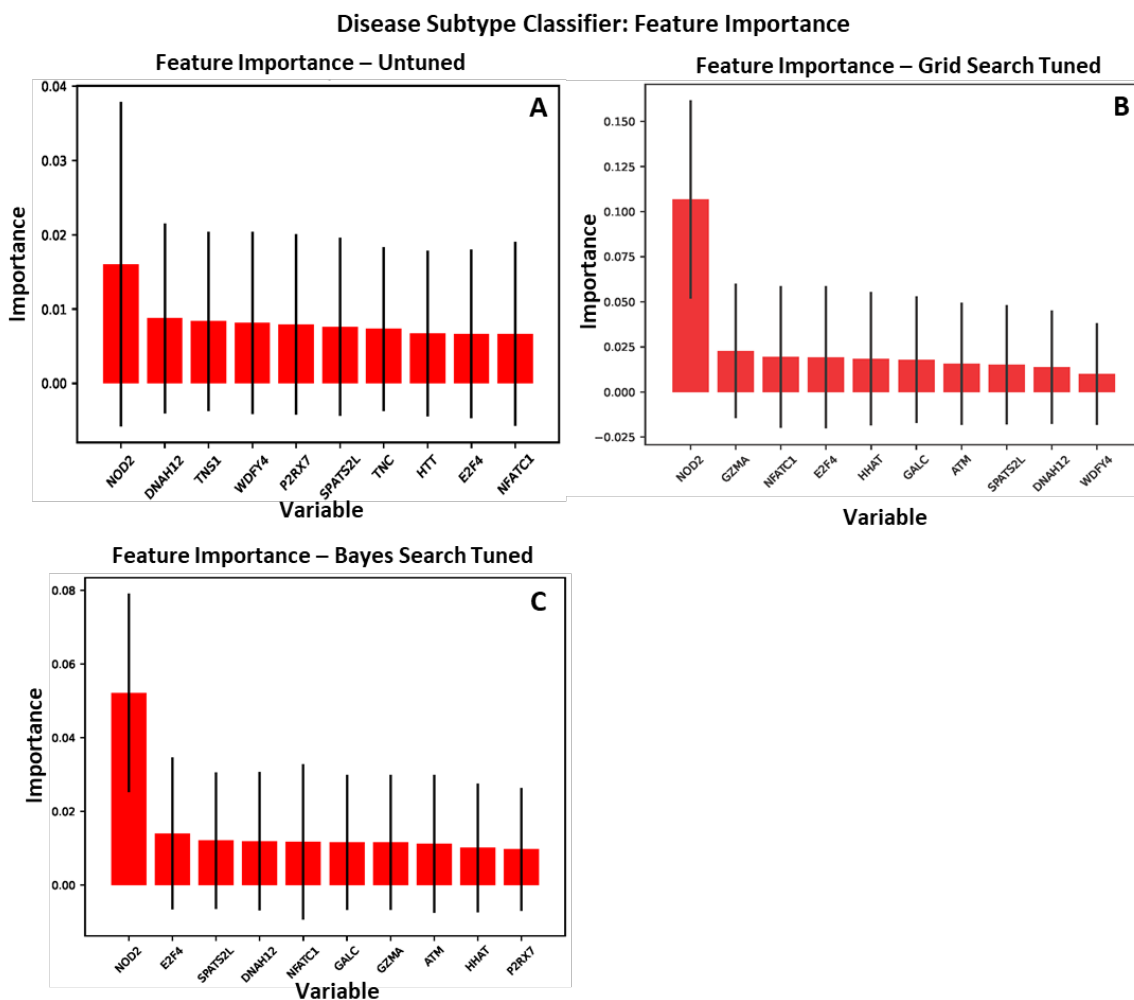 Disease Subtype Classifier: Feature Importance
Feature Importance – Untuned
A
0.04
0.03
0.02
0.01
0.00
Importance
NOD2 DNAH12 TNS1 WDFY4 P2RX7 SPATS2L TNC HTT E2F4 NFATC1
Variable
Feature Importance – Grid Search Tuned
B
0.150
0.125
0.100
0.075
0.050
0.025
0.000
−0.025
Importance
NOD2 GZMA NFATC1 E2F4 HHAT GALC ATM SPATS2L DNAH12 WDFY4
Variable
Feature Importance – Bayes Search Tuned
C
0.08
0.06
0.04
0.02
0.00
Importance
NOD2 E2F4 SPATS2L DNAH12 NFATC1 GALC GZMA ATM HHAT P2RX7
Variable